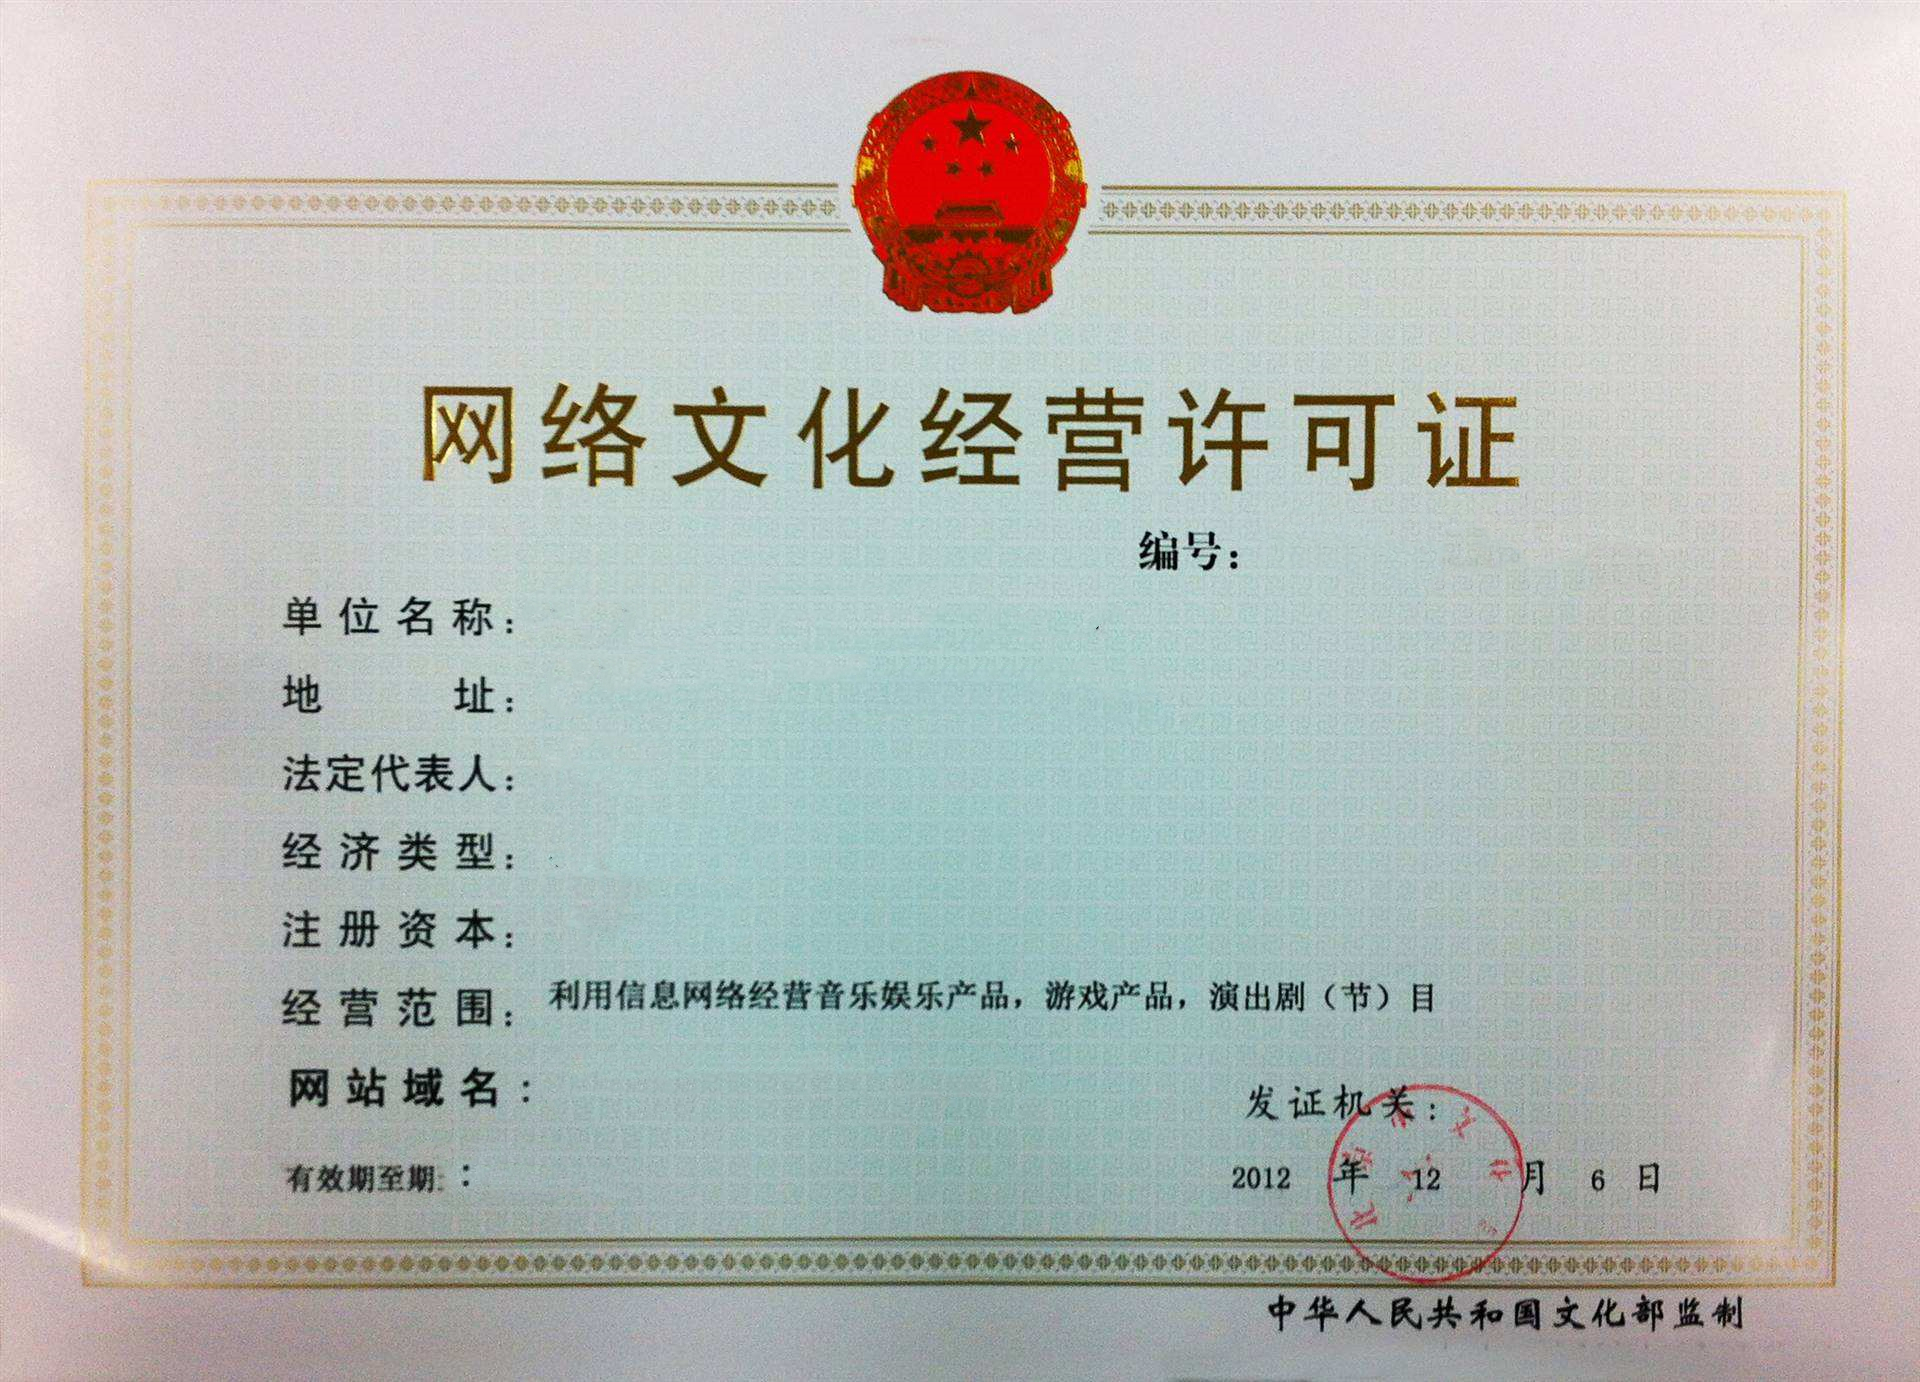 网络文化经营许可证
编号：
单位名称：
地址：
法定代表人：
经济类型：
注册资本：
经营范围：利用信息网络经营音乐娱乐产品，游戏产品，演出剧（节）目
网站域名：
发证机关：
有效期至期：
2012 年 12 月 6 日
中华人民共和国文化部监制